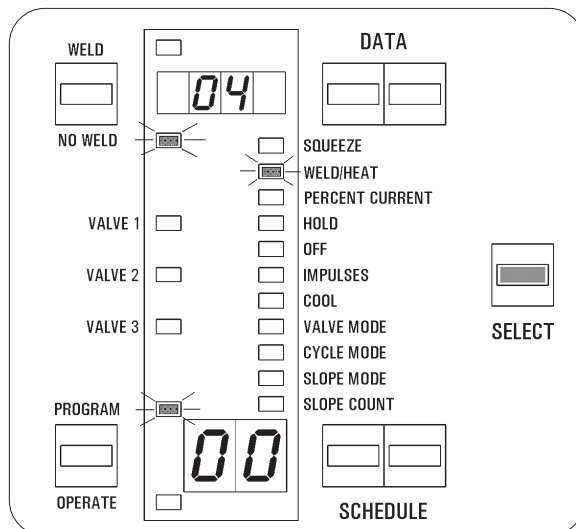 WELD
DATA
04
NO WELD
SQUEEZE
WELD/HEAT
PERCENT CURRENT
VALVE 1
HOLD
OFF
VALVE 2
IMPULSES
COOL
VALVE 3
VALVE MODE
SELECT
CYCLE MODE
SLOPE MODE
PROGRAM
SLOPE COUNT
00
OPERATE
SCHEDULE